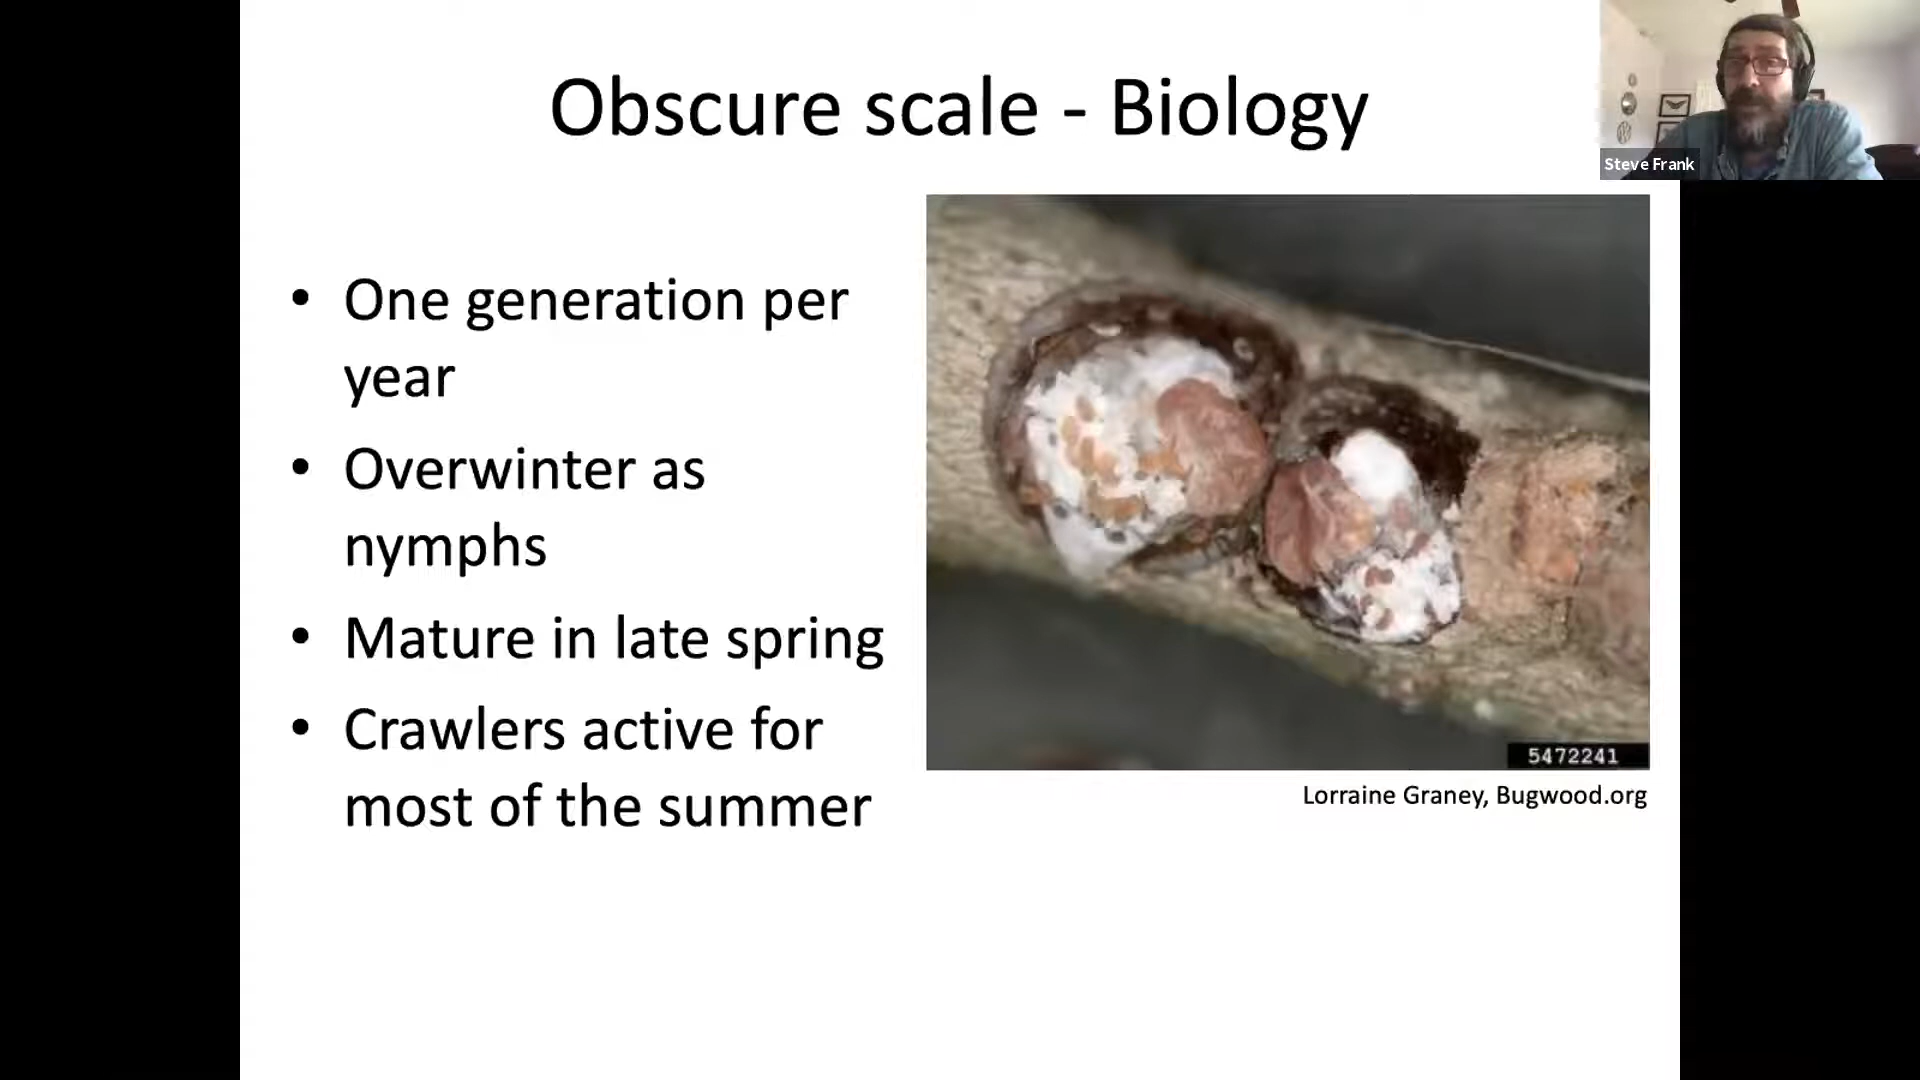 Obscure scale - Biology
Steve Frank
• One generation per
year
• Overwinter as
nymphs
• Mature in late spring
• Crawlers active for
most of the summer
5472241
Lorraine Graney, Bugwood.org